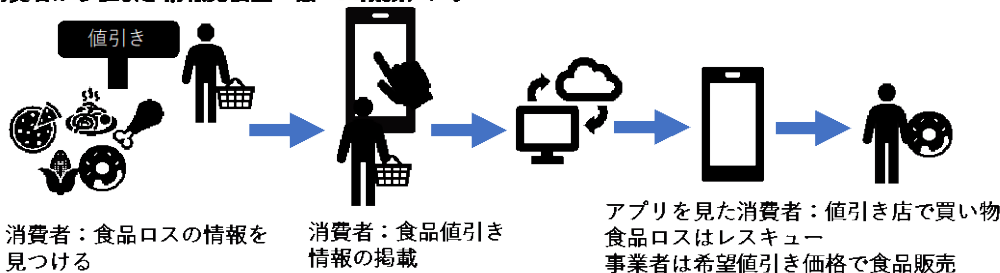 値引き
消費者：食品ロスの情報を
見つける
消費者：食品値引き
情報の掲載
アプリを見た消費者：値引き店で買い物
食品ロスはレスキュー
事業者は希望値引き価格で食品販売